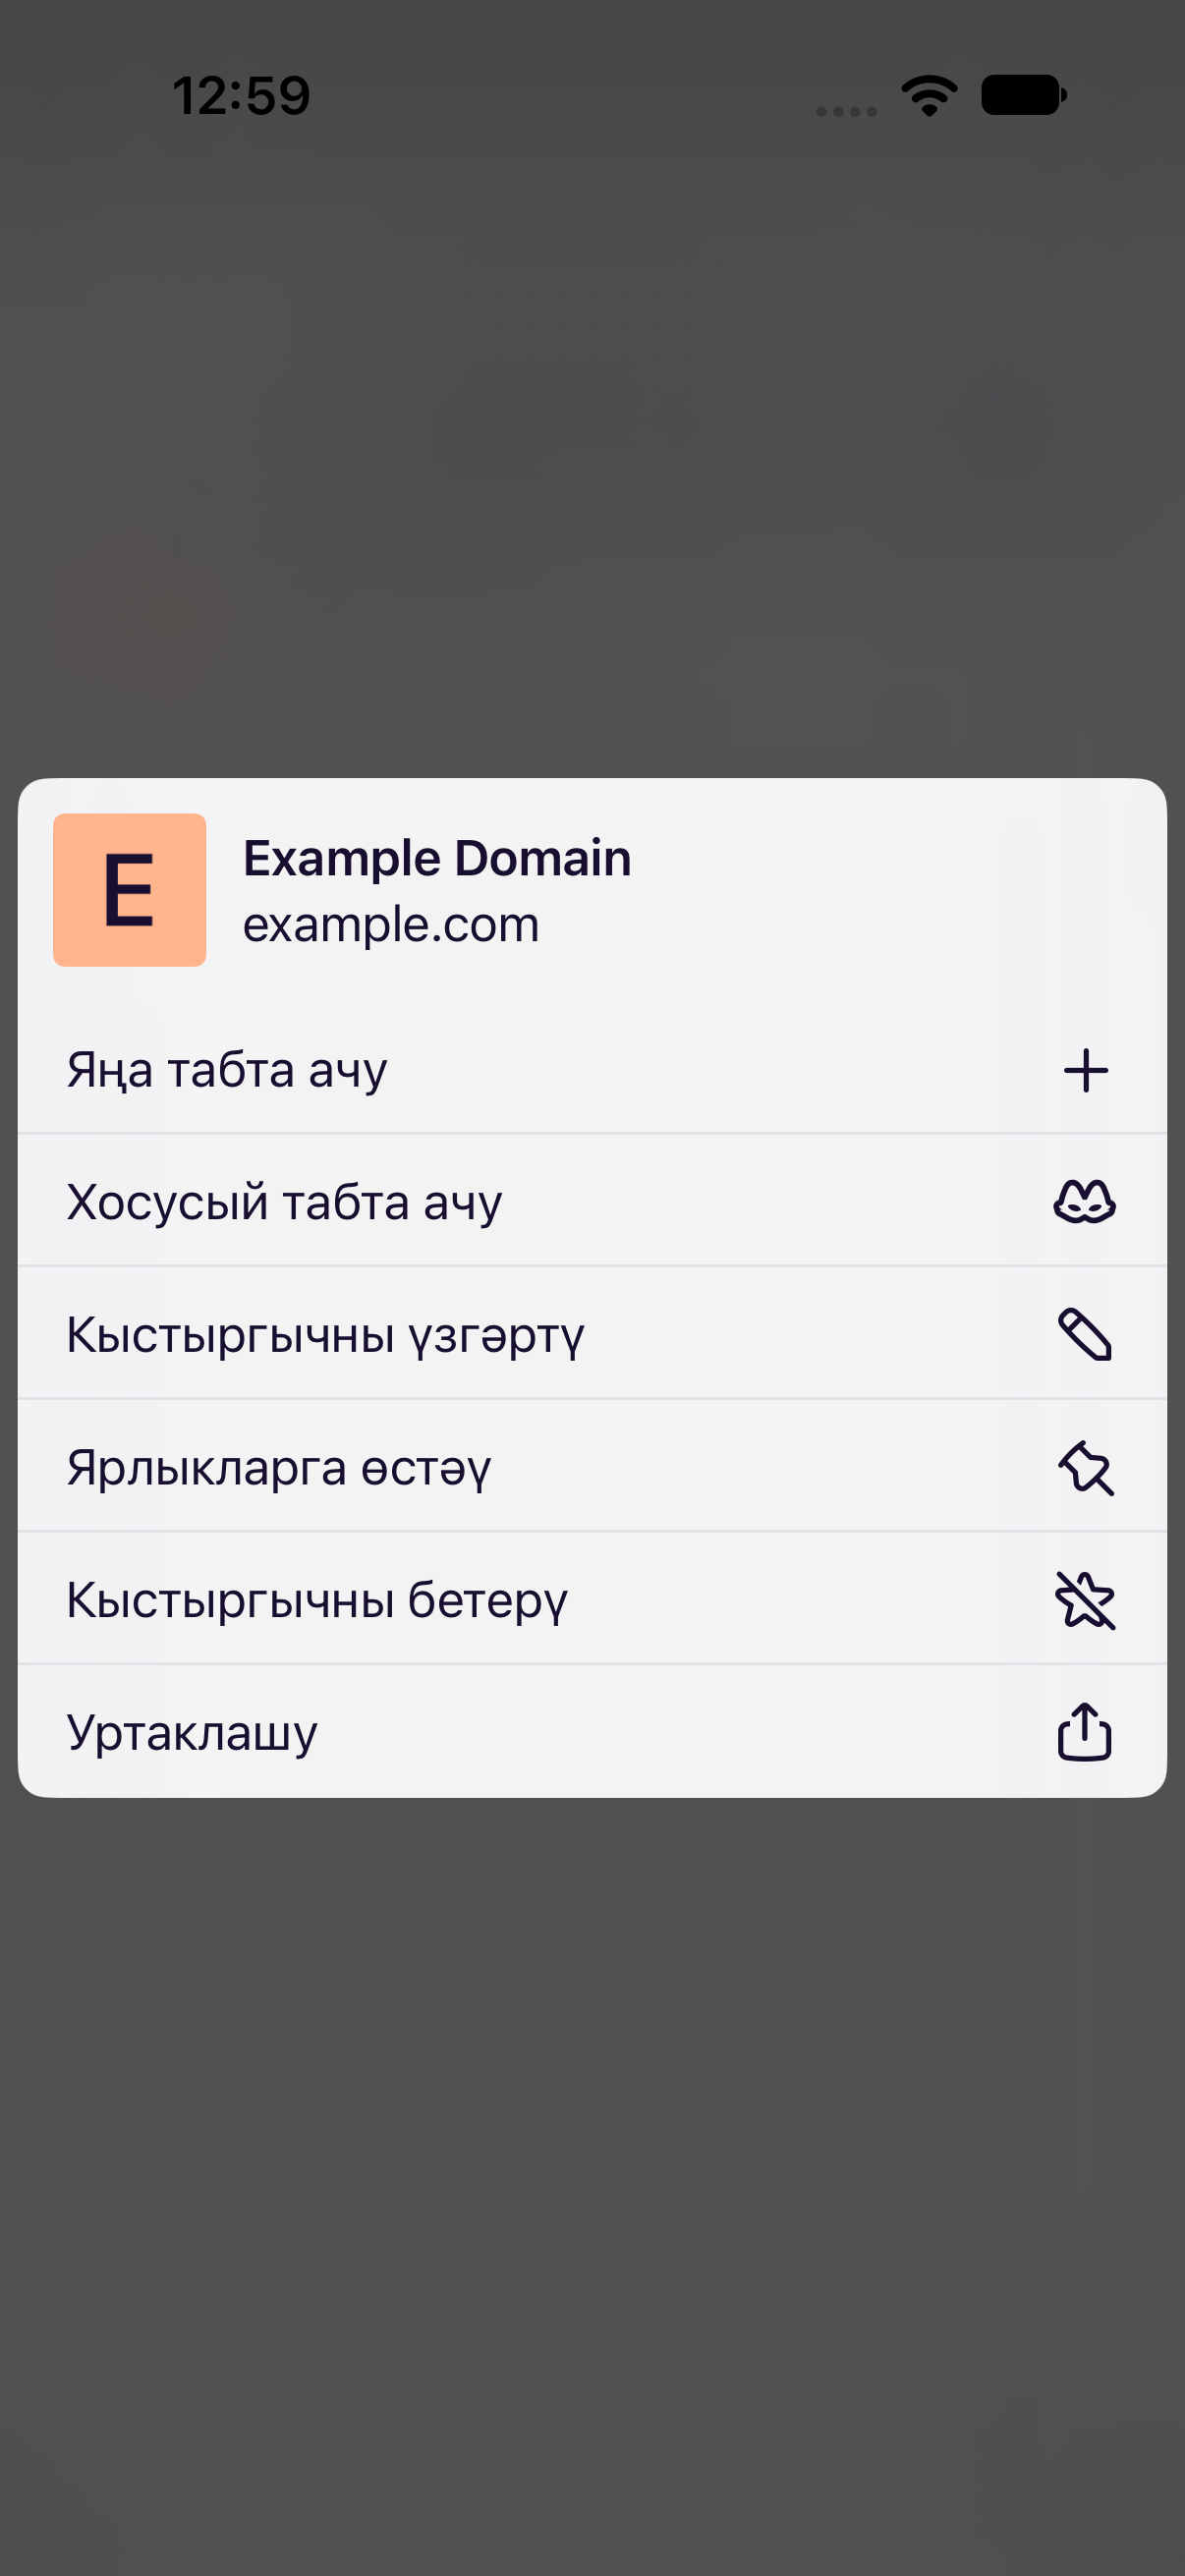 12:59
E
Example Domain
example.com
Яңа табта ачу
Хосусый табта ачу
Кыстыргычны үзгәртү
Ярлыкларга өстәү
Кыстыргычны бетерү
Уртаклашу